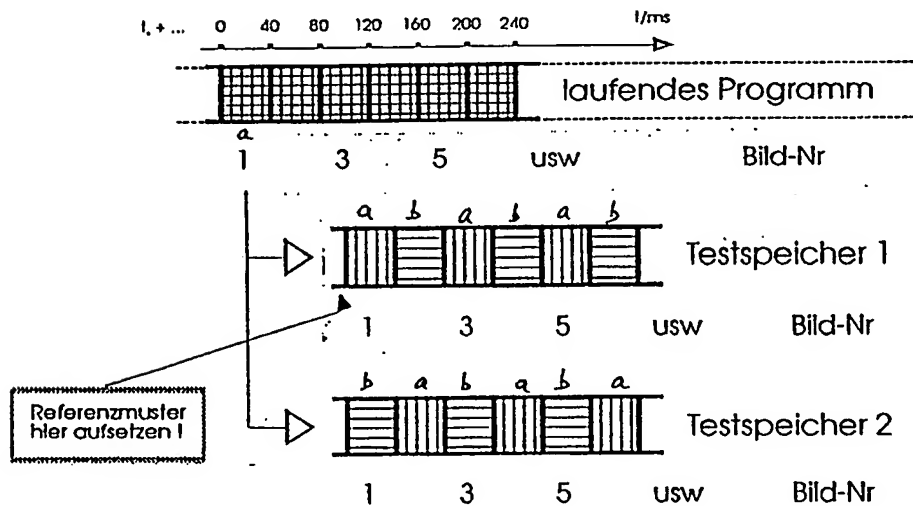 t, + ... 0 40 80 120 160 200 240 t/ms
laufendes Programm
a
1 3 5 usw Bild-Nr
a b a b a b
Testspeicher 1
1 3 5 usw Bild-Nr
Referenzmuster
hier aufsetzen !
b a b a b a
Testspeicher 2
1 3 5 usw Bild-Nr